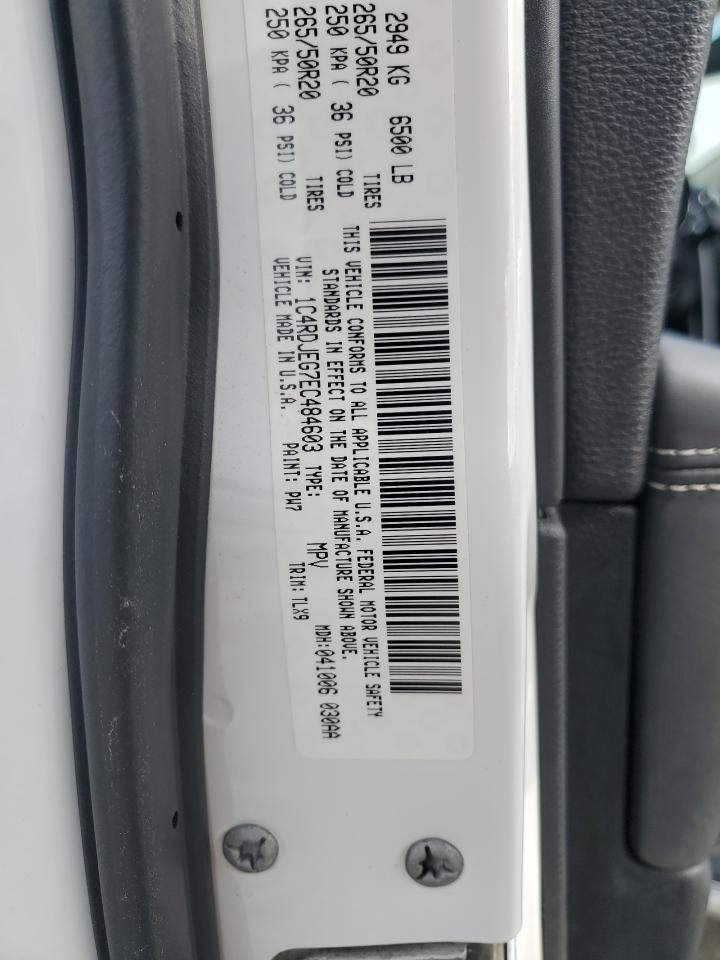 2949 KG 6500 LB
265/50R20 TIRES
250 KPA ( 36 PSI) COLD
265/50R20 TIRES
250 KPA ( 36 PSI) COLD
THIS VEHICLE CONFORMS TO ALL APPLICABLE U.S.A. FEDERAL MOTOR VEHICLE SAFETY
STANDARDS IN EFFECT ON THE DATE OF MANUFACTURE SHOWN ABOVE.
VIN: 1C4RDJEG7EC484603 TYPE: MPV MDH:041006 030AA
VEHICLE MADE IN U.S.A. PAINT: PW7 TRIM: TLX9